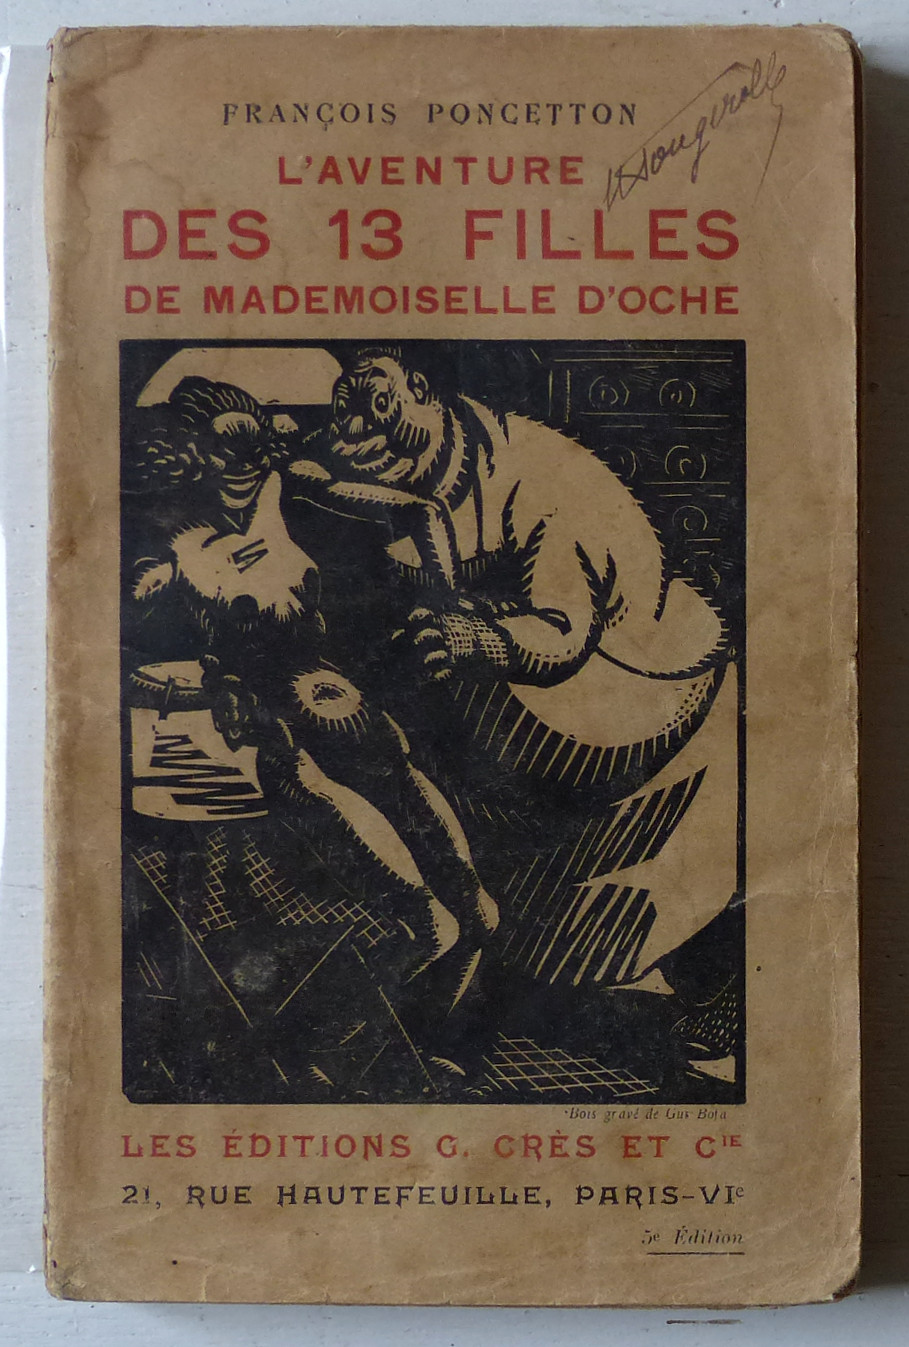 FRANÇOIS PONCETTON
L'AVENTURE
DES 13 FILLES
DE MADEMOISELLE D'OCHE
Bois gravé de Gus Bofa
LES ÉDITIONS G. CRÈS ET CIE
21, RUE HAUTEFEUILLE, PARIS-VIe
5e Édition